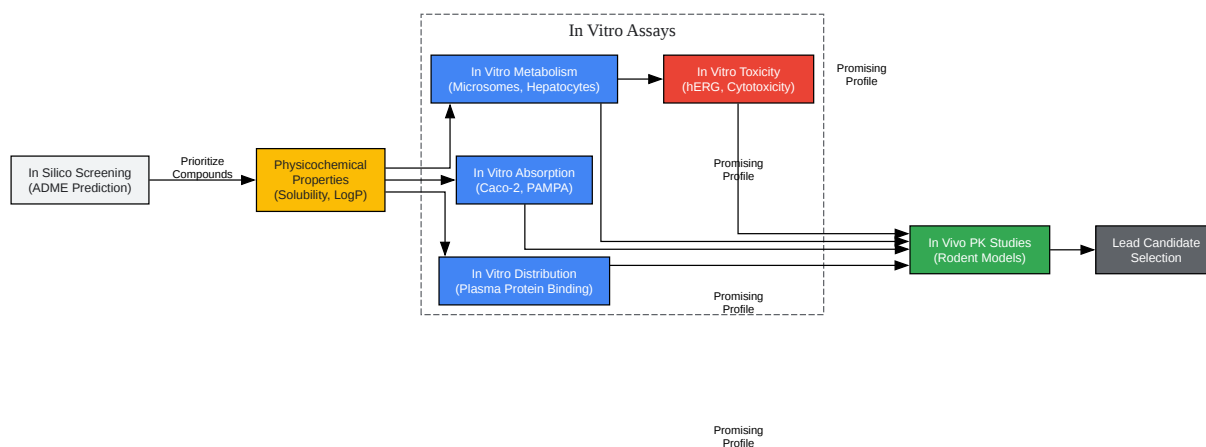 In Vitro Assays
In Vitro Metabolism
(Microsomes, Hepatocytes)
In Vitro Toxicity
(hERG, Cytotoxicity)
Promising
Profile
In Silico Screening
(ADME Prediction)
Prioritize
Compounds
Physicochemical
Properties
(Solubility, LogP)
In Vitro Absorption
(Caco-2, PAMPA)
Promising
Profile
In Vitro Distribution
(Plasma Protein Binding)
In Vivo PK Studies
(Rodent Models)
Lead Candidate
Selection
Promising
Profile
Promising
Profile